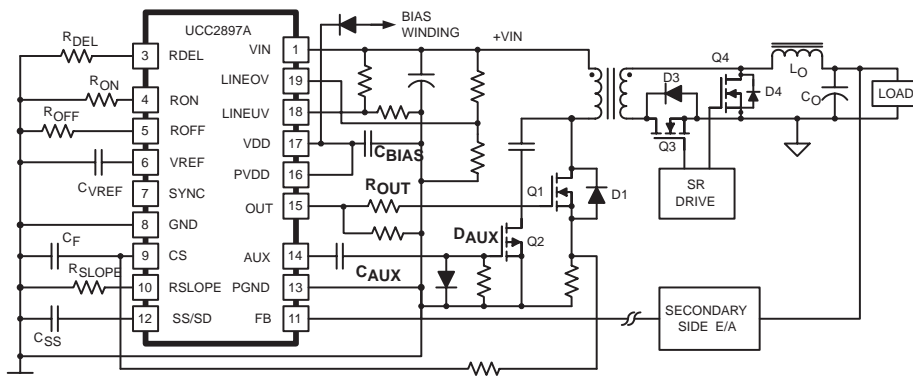 UCC2897A
BIAS
WINDING
+VIN
RDEL
3 RDEL
VIN 1
LINEOV 19
RON
4 RON
LINEUV 18
ROFF
5 ROFF
VDD 17
CBIAS
6 VREF
CVREF
PVDD 16
7 SYNC
OUT 15
ROUT
8 GND
CF
9 CS
AUX 14
CAUX
DAUX
Q2
Q1
D1
RSLOPE
10 RSLOPE
PGND 13
12 SS/SD
CSS
FB 11
Q4
D3
D4
Q3
LO
CO
LOAD
SR
DRIVE
SECONDARY
SIDE E/A